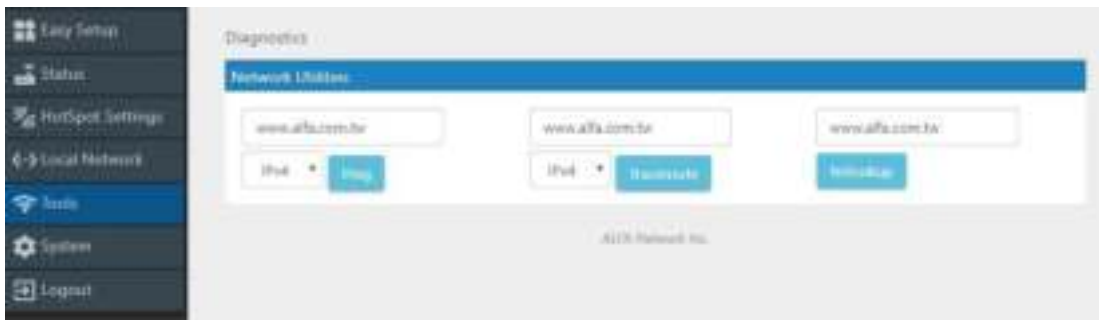 Easy Setup
Status
HotSpot Settings
Local Network
Tools
System
Logout
Diagnostics
Network Utilities
www.alfa.com.tw www.alfa.com.tw www.alfa.com.tw
IPv4 Ping IPv4 Traceroute Nslookup
ALFA Network Inc.